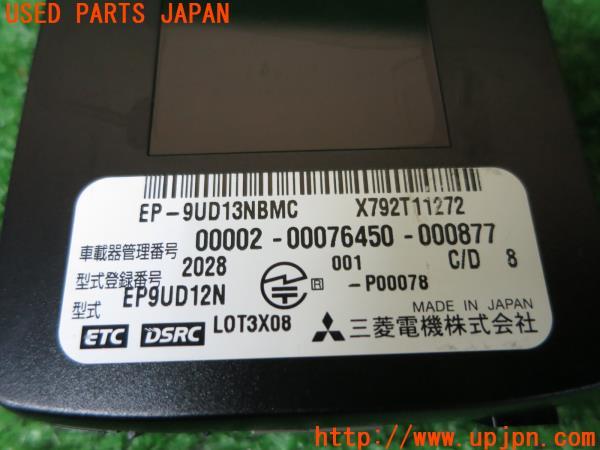 USED PARTS JAPAN
EP-9UD13NBMC X792T11272
車載器管理番号 00002-00076450-000877
型式登録番号 2028 001 C/D 8
型式 EP9UD12N R -P00078
MADE IN JAPAN
ETC DSRC LOT3X08 三菱電機株式会社
http://www.upjpn.com/